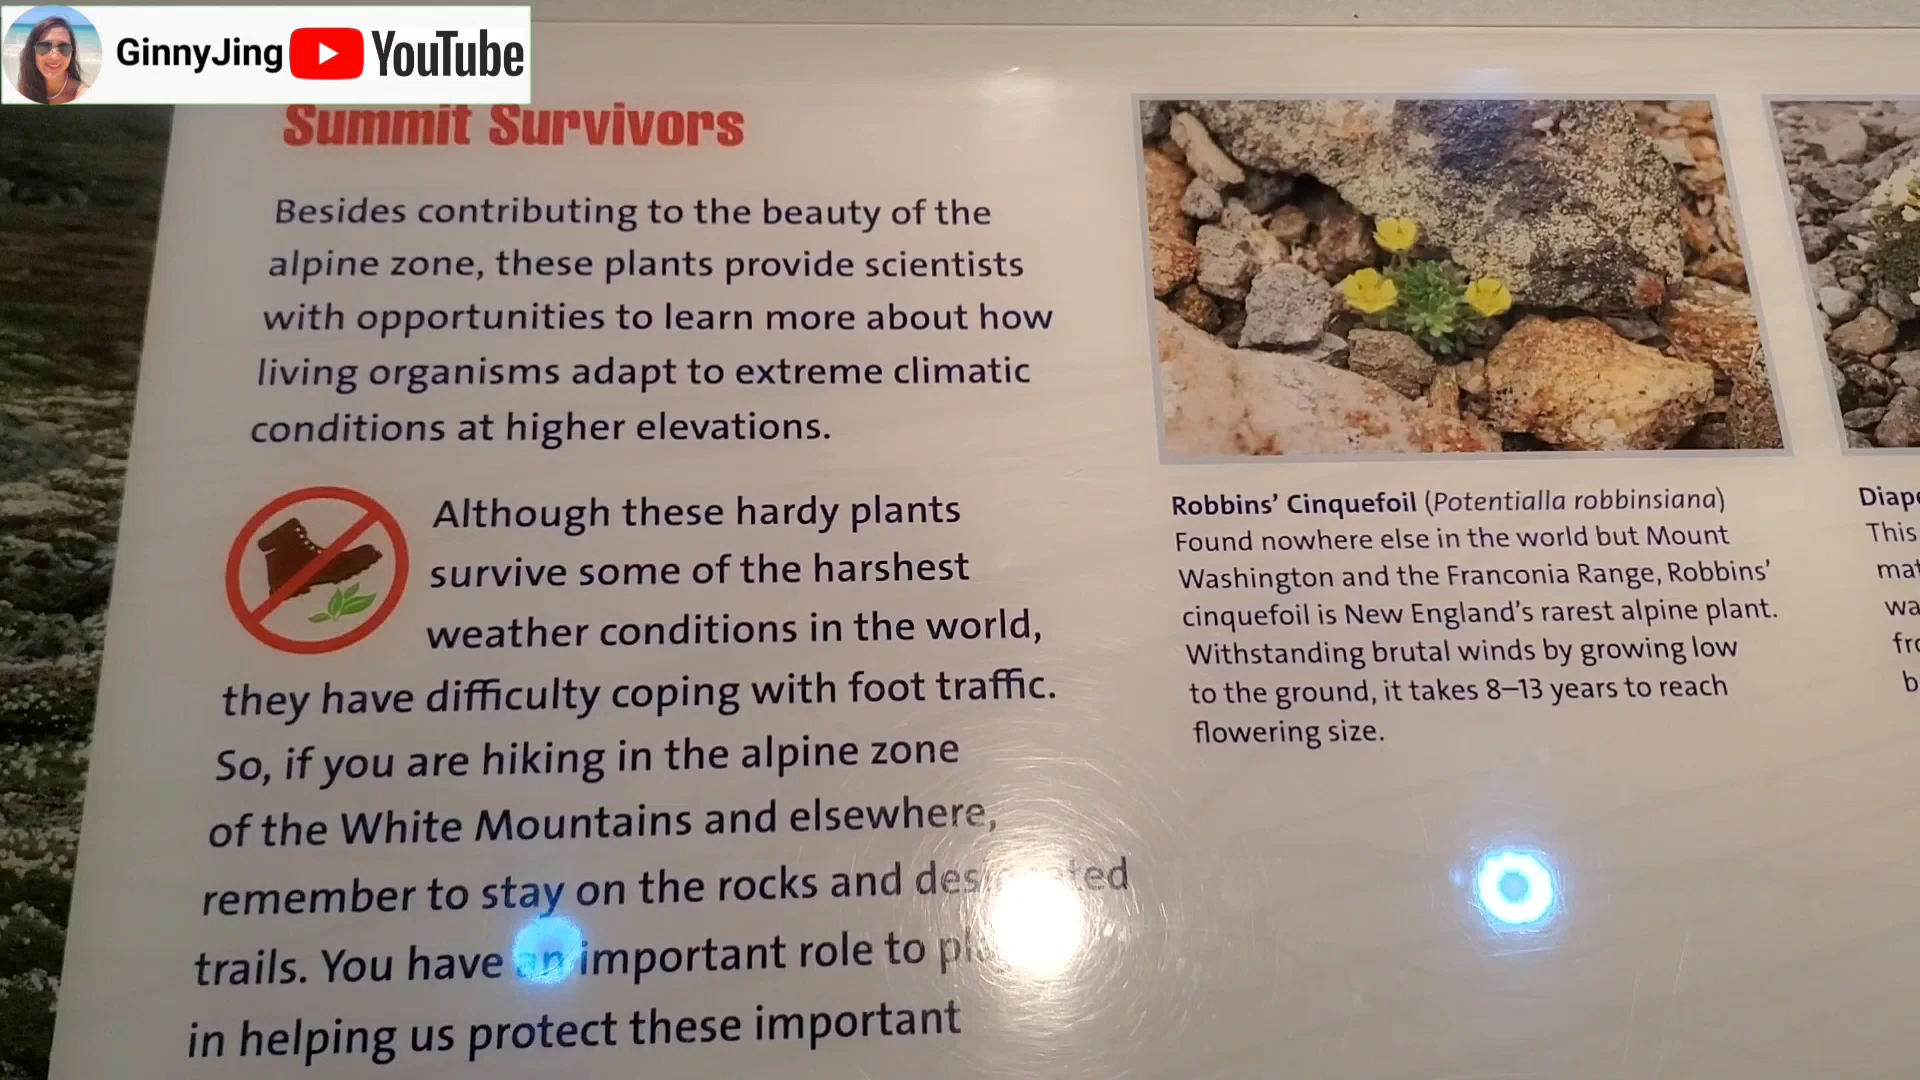 GinnyJing YouTube
Summit Survivors
Besides contributing to the beauty of the
alpine zone, these plants provide scientists
with opportunities to learn more about how
living organisms adapt to extreme climatic
conditions at higher elevations.
Although these hardy plants
survive some of the harshest
weather conditions in the world,
they have difficulty coping with foot traffic.
So, if you are hiking in the alpine zone
of the White Mountains and elsewhere,
remember to stay on the rocks and
trails. You have an important role to
in helping us protect these important
Robbins' Cinquefoil (Potentialla robbinsiana)
Found nowhere else in the world but Mount
Washington and the Franconia Range, Robbins'
cinquefoil is New England's rarest alpine plant.
Withstanding brutal winds by growing low
to the ground, it takes 8–13 years to reach
flowering size.
This